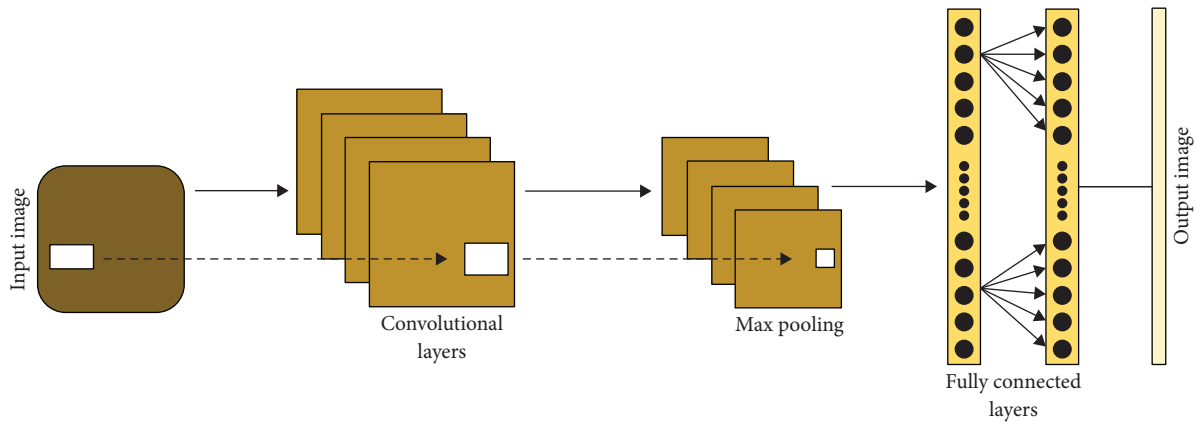 Input image
Convolutional
layers
Max pooling
Fully connected
layers
Output image